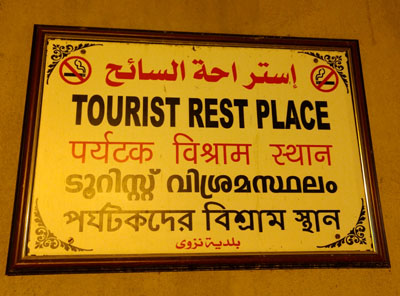 إستراحة السائح
TOURIST REST PLACE
पर्यटक विश्राम स्थान
ടൂറിസ്റ്റ് വിശ്രമസ്ഥലം
পর্যটকদের বিশ্রাম স্থান
بلدية نزوى